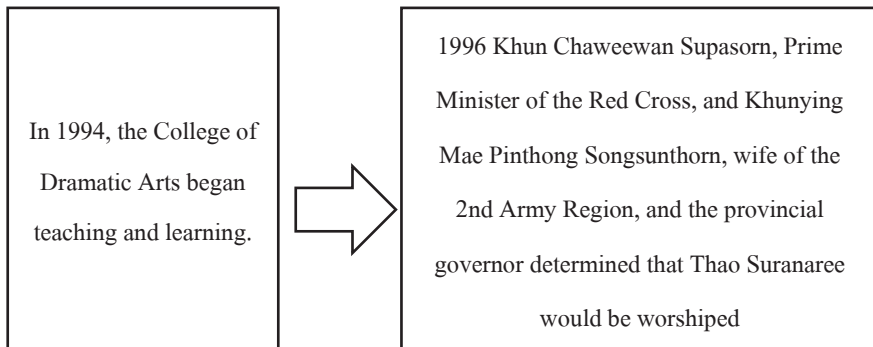 In 1994, the College of
Dramatic Arts began
teaching and learning.
1996 Khun Chaweewan Supasorn, Prime
Minister of the Red Cross, and Khunying
Mae Pinthong Songsunthorn, wife of the
2nd Army Region, and the provincial
governor determined that Thao Suranaree
would be worshiped